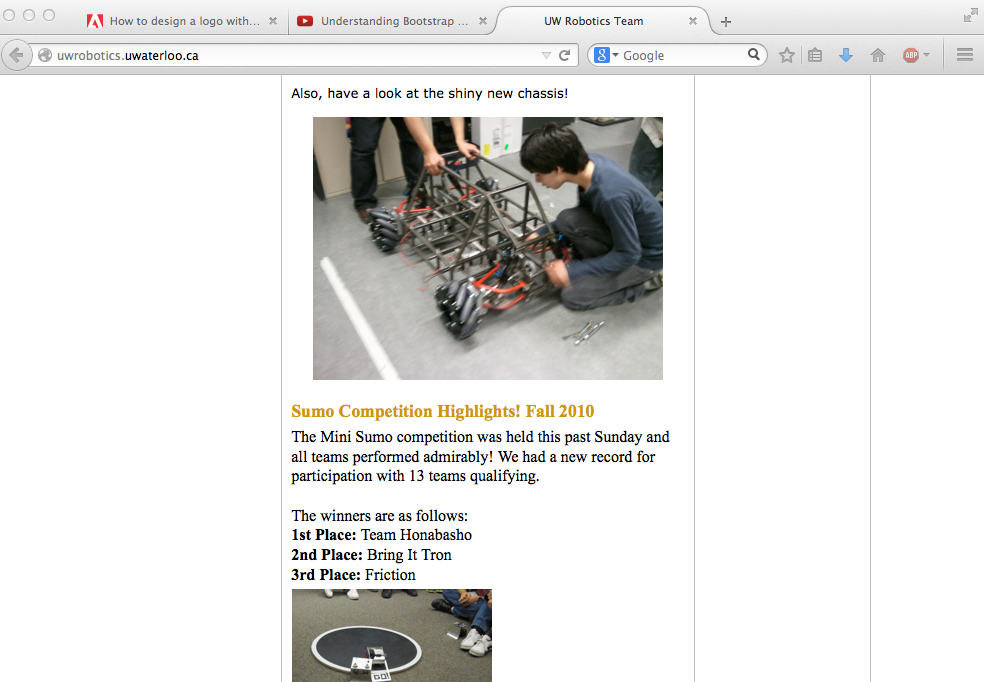 How to design a logo with...
Understanding Bootstrap ...
UW Robotics Team
uwrobotics.uwaterloo.ca
8
Google
ABP
Also, have a look at the shiny new chassis!
Sumo Competition Highlights! Fall 2010
The Mini Sumo competition was held this past Sunday and
all teams performed admirably! We had a new record for
participation with 13 teams qualifying.
The winners are as follows:
1st Place: Team Honabasho
2nd Place: Bring It Tron
3rd Place: Friction